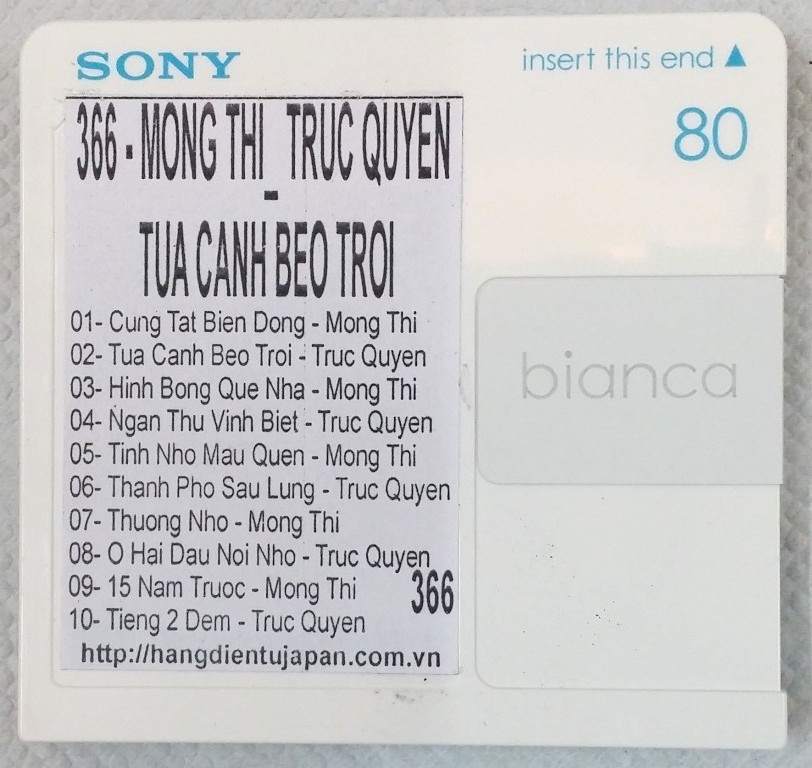 SONY
insert this end ▲
80
366 - MONG THI_ TRUC QUYEN
-
TUA CANH BEO TROI
01- Cung Tat Bien Dong - Mong Thi
02- Tua Canh Beo Troi - Truc Quyen
03- Hinh Bong Que Nha - Mong Thi
04- Ngan Thu Vinh Biet - Truc Quyen
05- Tinh Nho Mau Quen - Mong Thi
06- Thanh Pho Sau Lung - Truc Quyen
07- Thuong Nho - Mong Thi
08- O Hai Dau Noi Nho - Truc Quyen
09- 15 Nam Truoc - Mong Thi
366
10- Tieng 2 Dem - Truc Quyen
http://hangdientujapan.com.vn
bianca